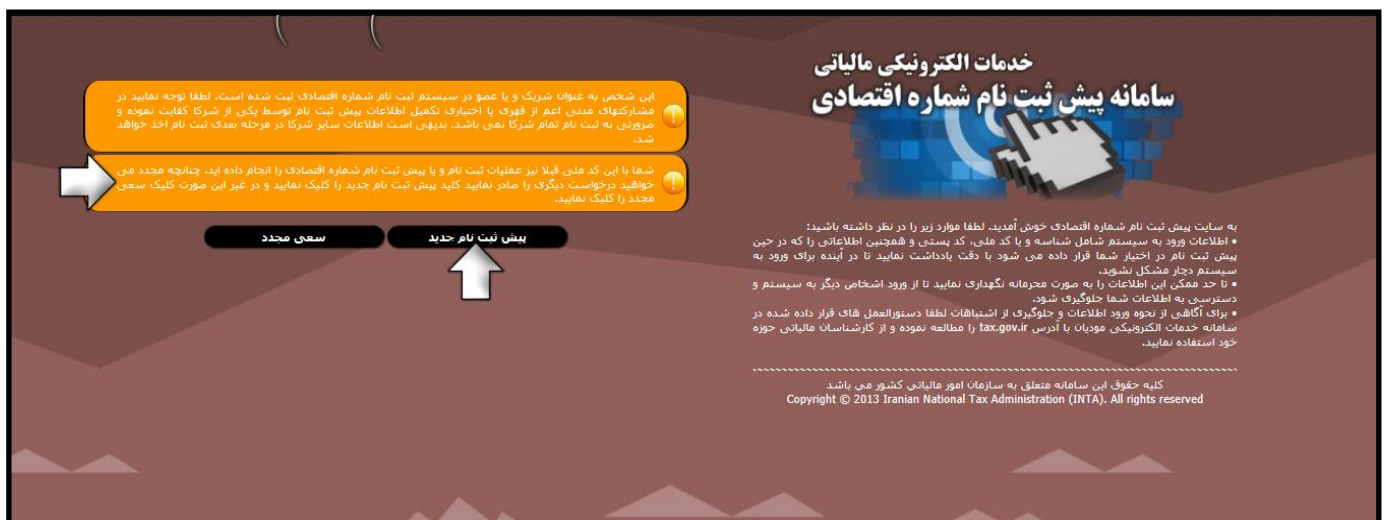 خدمات الکترونیکی مالیاتی
سامانه پیش ثبت نام شماره اقتصادی
به سایت پیش ثبت نام شماره اقتصادی خوش آمدید، لطفا موارد زیر را در نظر داشته باشید:
• اطلاعات ورود به سیستم شامل شناسه و یا کد ملی، کد پستی و همچنین اطلاعاتی را که در حین
پیش ثبت نام در اختیار شما قرار داده می شود با دقت یادداشت نمایید تا در آینده برای ورود به
سیستم دچار مشکل نشوید.
• تا حد ممکن این اطلاعات را به صورت محرمانه نگهداری نمایید تا از ورود اشخاص دیگر به سیستم و
دسترسی به اطلاعات شما جلوگیری شود.
• برای آگاهی از نحوه ورود اطلاعات و جلوگیری از اشتباهات لطفا دستورالعمل های قرار داده شده در
سامانه خدمات الکترونیکی مودیان با آدرس tax.gov.ir را مطالعه نموده و از کارشناسان مالیاتی حوزه
خود استفاده نمایید.
کلیه حقوق این سامانه متعلق به سازمان امور مالیاتی کشور می باشد
Copyright © 2013 Iranian National Tax Administration (INTA). All rights reserved
این شخص به عنوان شریک و یا عضو در سیستم ثبت نام شماره اقتصادی ثبت شده است. لطفا توجه نمایید در
مشارکتهای مدنی اعم از قهری یا اختیاری تکمیل اطلاعات پیش ثبت نام توسط یکی از شرکا کفایت نموده و
ضرورتی به ثبت نام تمام شرکا نمی باشد. بدیهی است اطلاعات سایر شرکا در مرحله بعدی ثبت نام اخذ خواهد
شد.
شما با این کد ملی قبلا نیز عملیات ثبت نام و یا پیش ثبت نام شماره اقتصادی را انجام داده اید. چنانچه مجدد می
خواهید درخواست دیگری را صادر نمایید کلید پیش ثبت نام جدید را کلیک نمایید و در غیر این صورت کلیک سعی
مجدد را کلیک نمایید.
پیش ثبت نام جدید
سعی مجدد